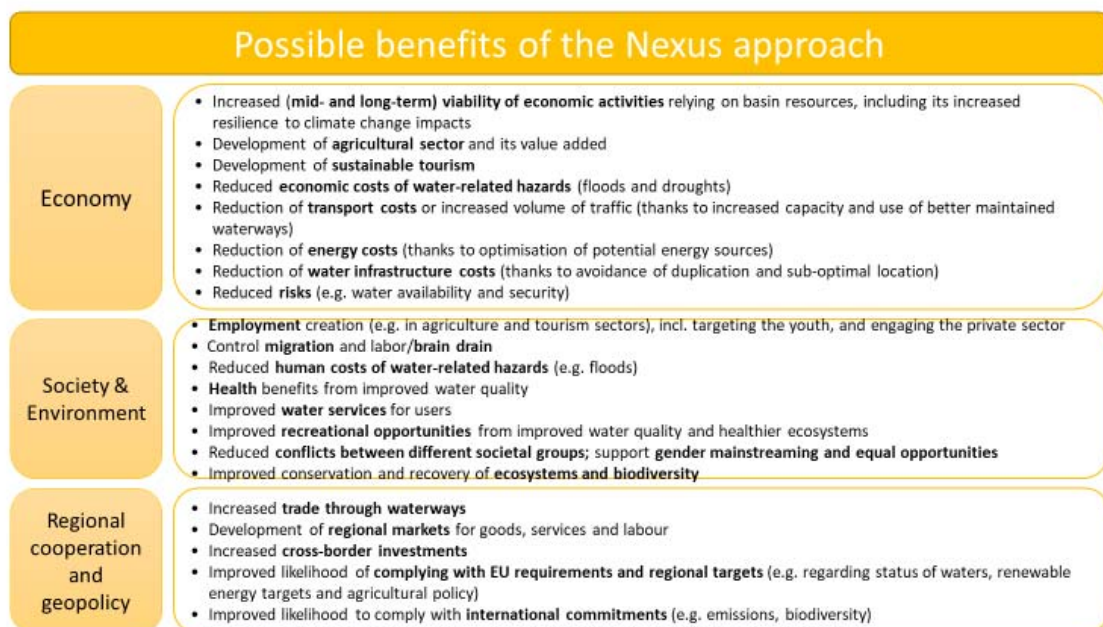 Possible benefits of the Nexus approach
Economy
• Increased (mid- and long-term) viability of economic activities relying on basin resources, including its increased
resilience to climate change impacts
• Development of agricultural sector and its value added
• Development of sustainable tourism
• Reduced economic costs of water-related hazards (floods and droughts)
• Reduction of transport costs or increased volume of traffic (thanks to increased capacity and use of better maintained
waterways)
• Reduction of energy costs (thanks to optimisation of potential energy sources)
• Reduction of water infrastructure costs (thanks to avoidance of duplication and sub-optimal location)
• Reduced risks (e.g. water availability and security)
Society &
Environment
• Employment creation (e.g. in agriculture and tourism sectors), incl. targeting the youth, and engaging the private sector
• Control migration and labor/brain drain
• Reduced human costs of water-related hazards (e.g. floods)
• Health benefits from improved water quality
• Improved water services for users
• Improved recreational opportunities from improved water quality and healthier ecosystems
• Reduced conflicts between different societal groups; support gender mainstreaming and equal opportunities
• Improved conservation and recovery of ecosystems and biodiversity
Regional
cooperation
and
geopolicy
• Increased trade through waterways
• Development of regional markets for goods, services and labour
• Increased cross-border investments
• Improved likelihood of complying with EU requirements and regional targets (e.g. regarding status of waters, renewable
energy targets and agricultural policy)
• Improved likelihood to comply with international commitments (e.g. emissions, biodiversity)